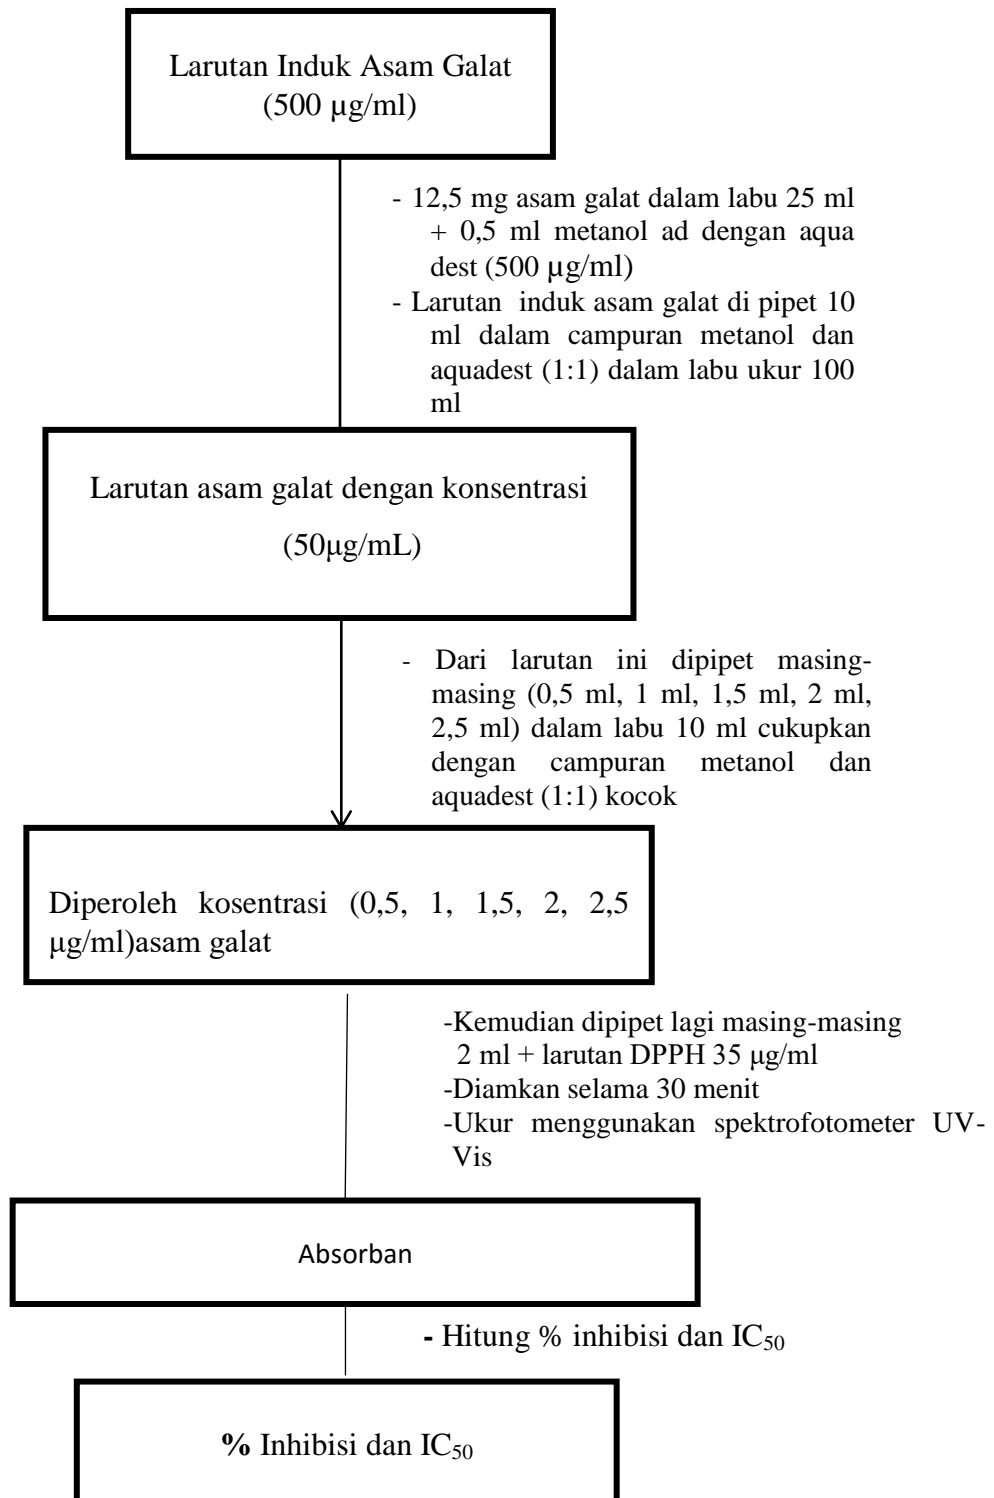 Larutan Induk Asam Galat
(500 µg/ml)
- 12,5 mg asam galat dalam labu 25 ml
+ 0,5 ml metanol ad dengan aqua
dest (500 µg/ml)
- Larutan induk asam galat di pipet 10
ml dalam campuran metanol dan
aquadest (1:1) dalam labu ukur 100
ml
Larutan asam galat dengan konsentrasi
(50µg/mL)
- Dari larutan ini dipipet masing-
masing (0,5 ml, 1 ml, 1,5 ml, 2 ml,
2,5 ml) dalam labu 10 ml cukupkan
dengan campuran metanol dan
aquadest (1:1) kocok
Diperoleh kosentrasi (0,5, 1, 1,5, 2, 2,5
µg/ml)asam galat
-Kemudian dipipet lagi masing-masing
2 ml + larutan DPPH 35 µg/ml
-Diamkan selama 30 menit
-Ukur menggunakan spektrofotometer UV-
Vis
Absorban
- Hitung % inhibisi dan IC₅₀
% Inhibisi dan IC₅₀